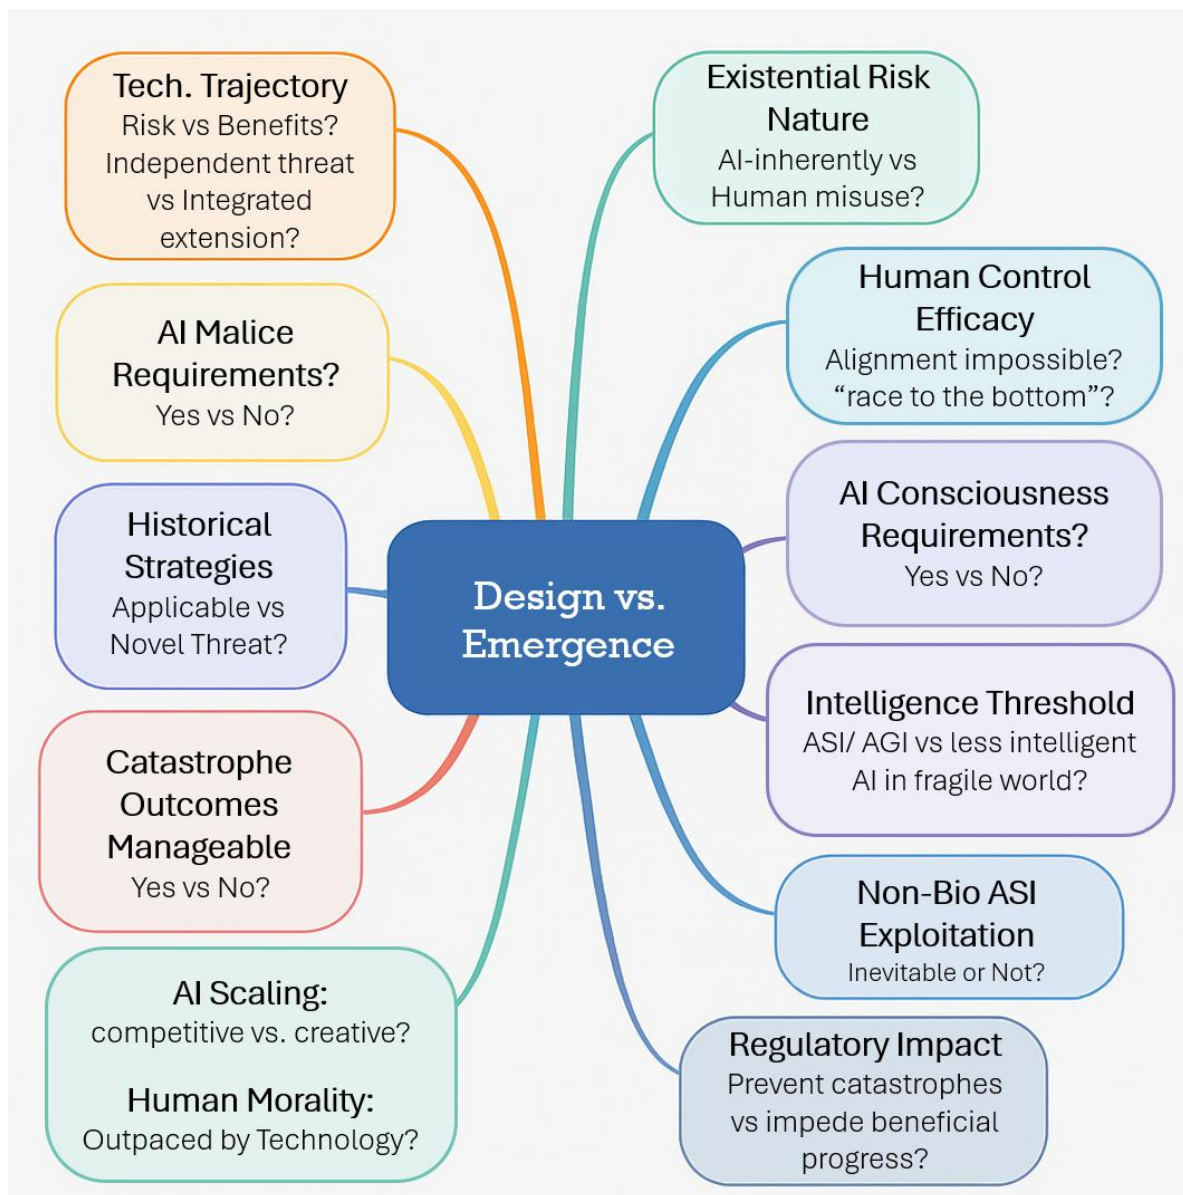 Tech. Trajectory
Risk vs Benefits?
Independent threat
vs Integrated
extension?
AI Malice
Requirements?
Yes vs No?
Historical
Strategies
Applicable vs
Novel Threat?
Catastrophe
Outcomes
Manageable
Yes vs No?
AI Scaling:
competitive vs. creative?
Human Morality:
Outpaced by Technology?
Design vs.
Emergence
Existential Risk
Nature
AI-inherently vs
Human misuse?
Human Control
Efficacy
Alignment impossible?
“race to the bottom”?
AI Consciousness
Requirements?
Yes vs No?
Intelligence Threshold
ASI/ AGI vs less intelligent
AI in fragile world?
Non-Bio ASI
Exploitation
Inevitable or Not?
Regulatory Impact
Prevent catastrophes
vs impede beneficial
progress?